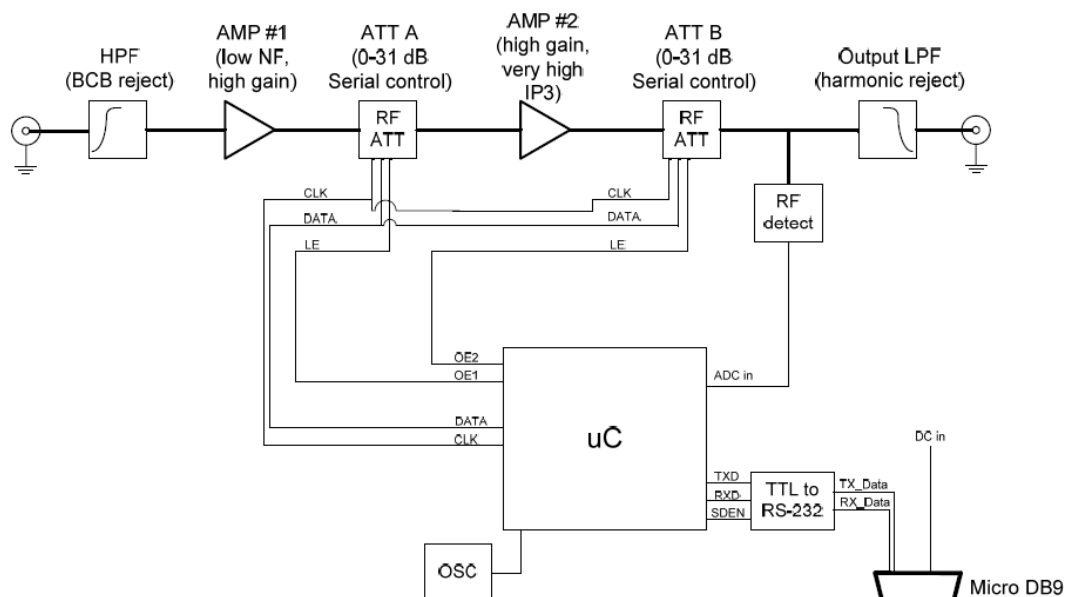 HPF
(BCB reject)
AMP #1
(low NF,
high gain)
ATT A
(0-31 dB
Serial control)
AMP #2
(high gain,
very high
IP3)
ATT B
(0-31 dB
Serial control)
Output LPF
(harmonic reject)
RF
ATT
RF
ATT
CLK
DATA
LE
CLK
DATA
LE
RF
detect
OE2
OE1
DATA
CLK
uC
ADC in
TXD
RXD
SDEN
TTL to
RS-232
TX_Data
RX_Data
DC in
OSC
Micro DB9